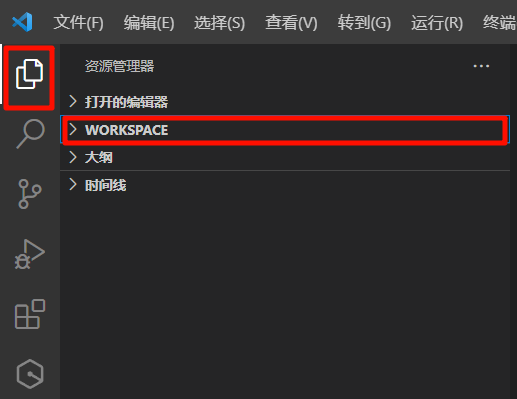 文件(F) 编辑(E) 选择(S) 查看(V) 转到(G) 运行(R) 终端
资源管理器
打开的编辑器
WORKSPACE
大纲
时间线